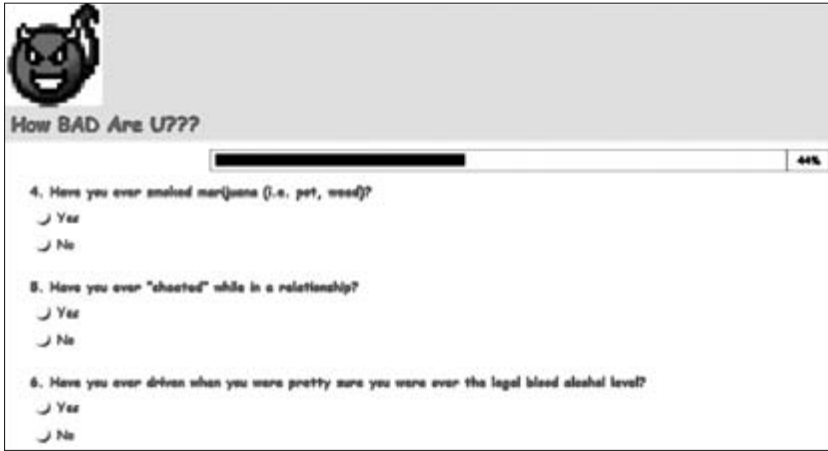 How BAD Are U???
44%
4. Have you ever smoked marijuana (i.e. pot, weed)?
Yes
No
5. Have you ever "cheated" while in a relationship?
Yes
No
6. Have you ever driven when you were pretty sure you were over the legal blood alcohol level?
Yes
No